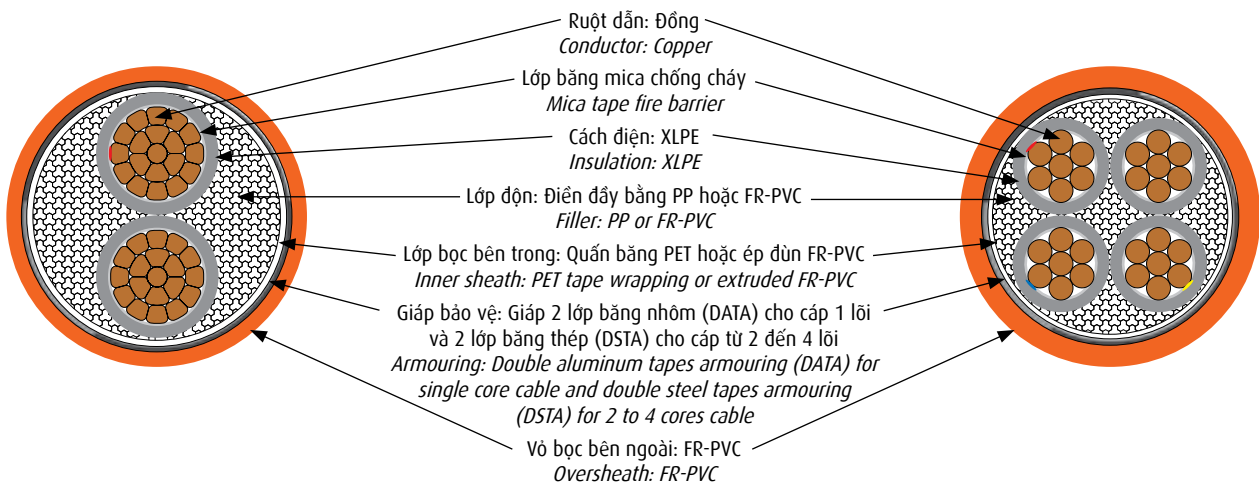 Ruột dẫn: Đồng
Conductor: Copper
Lớp băng mica chống cháy
Mica tape fire barrier
Cách điện: XLPE
Insulation: XLPE
Lớp độn: Điền đầy bằng PP hoặc FR-PVC
Filler: PP or FR-PVC
Lớp bọc bên trong: Quấn băng PET hoặc ép đùn FR-PVC
Inner sheath: PET tape wrapping or extruded FR-PVC
Giáp bảo vệ: Giáp 2 lớp băng nhôm (DATA) cho cáp 1 lõi
và 2 lớp băng thép (DSTA) cho cáp từ 2 đến 4 lõi
Armouring: Double aluminum tapes armouring (DATA) for
single core cable and double steel tapes armouring
(DSTA) for 2 to 4 cores cable
Vỏ bọc bên ngoài: FR-PVC
Oversheath: FR-PVC